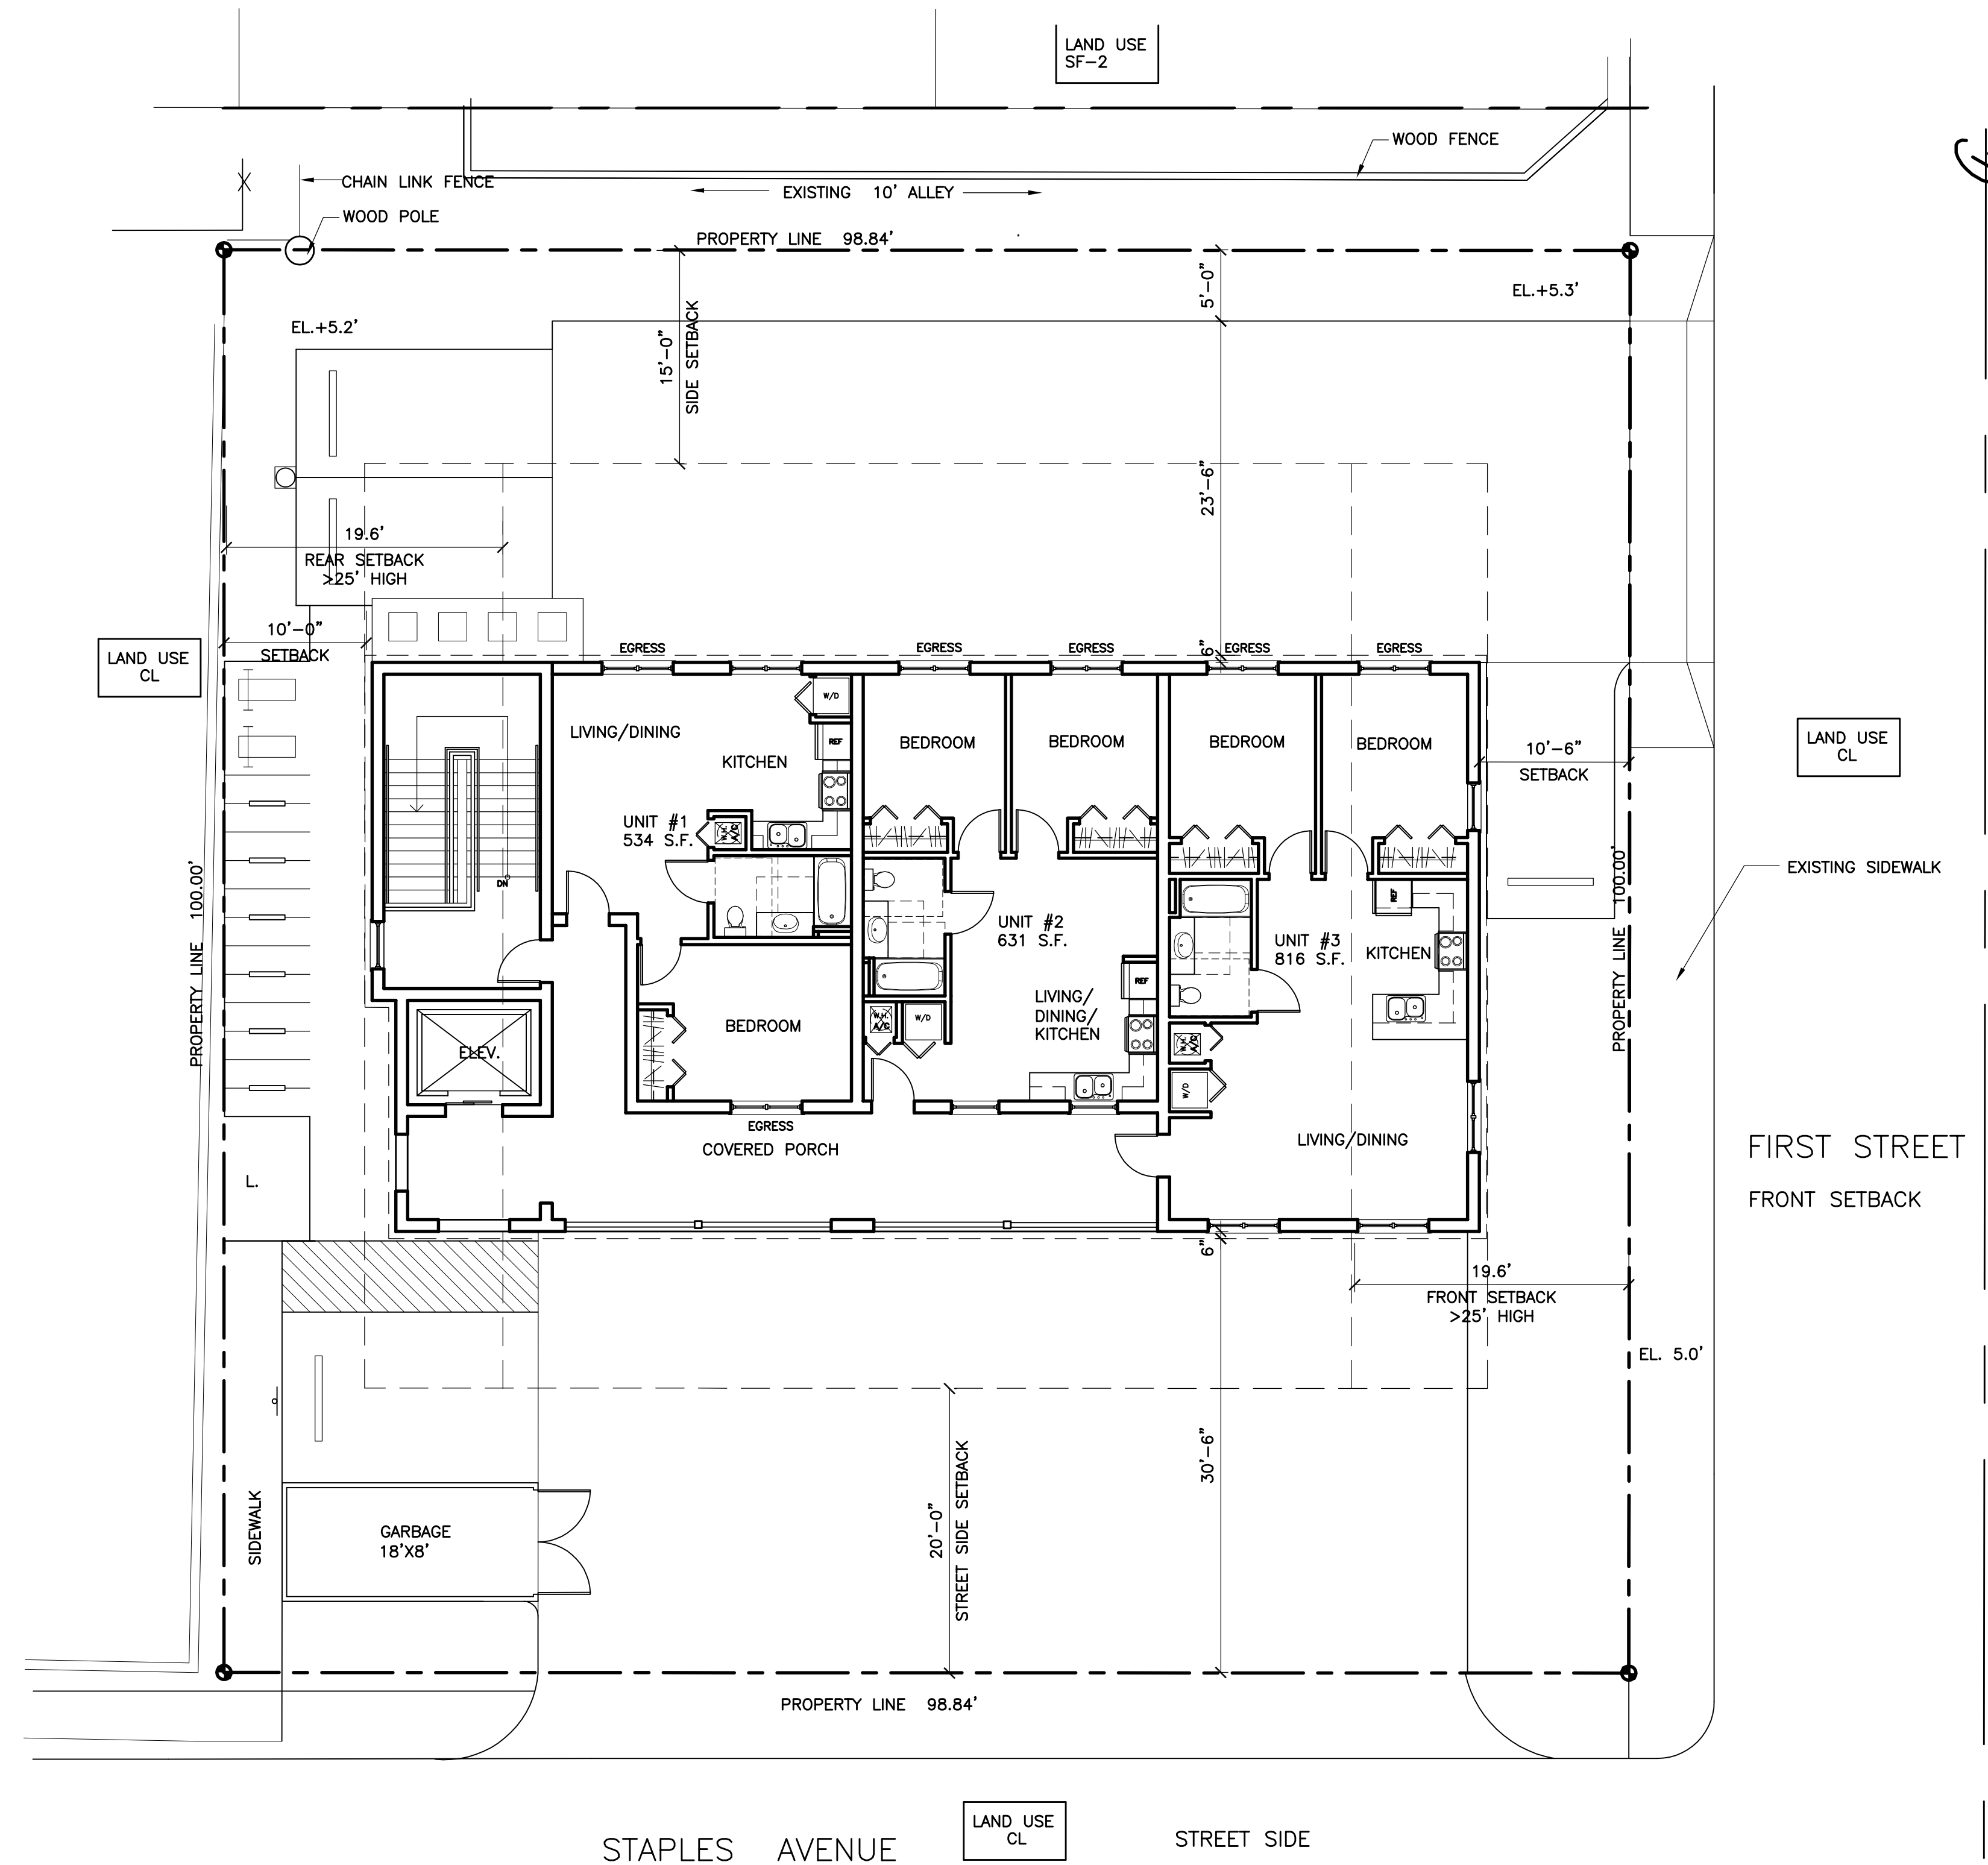 LAND USE
SF-2
WOOD FENCE
CHAIN LINK FENCE
EXISTING 10' ALLEY
WOOD POLE
PROPERTY LINE 98.84'
5'-0"
EL.+5.3'
EL.+5.2'
15'-0"
SIDE SETBACK
23'-6"
19.6'
REAR SETBACK
>25' HIGH
10'-0"
SETBACK
LAND USE
CL
EGRESS
EGRESS
EGRESS
6"
EGRESS
EGRESS
W/D
LIVING/DINING
REF
KITCHEN
BEDROOM
BEDROOM
BEDROOM
BEDROOM
10'-6"
SETBACK
LAND USE
CL
UNIT #1
534 S.F.
W.H.
A/C
EXISTING SIDEWALK
DN
PROPERTY LINE 100.00'
REF
UNIT #2
631 S.F.
UNIT #3
816 S.F.
KITCHEN
PROPERTY LINE 100.00'
REF
LIVING/
DINING/
KITCHEN
BEDROOM
W.H.
A/C
W/D
W.H.
A/C
ELEV.
W/D
EGRESS
COVERED PORCH
LIVING/DINING
FIRST STREET
FRONT SETBACK
L.
6"
19.6'
FRONT SETBACK
>25' HIGH
EL. 5.0'
30'-6"
20'-0"
STREET SIDE SETBACK
SIDEWALK
GARBAGE
18'X8'
PROPERTY LINE 98.84'
LAND USE
CL
STAPLES AVENUE
STREET SIDE